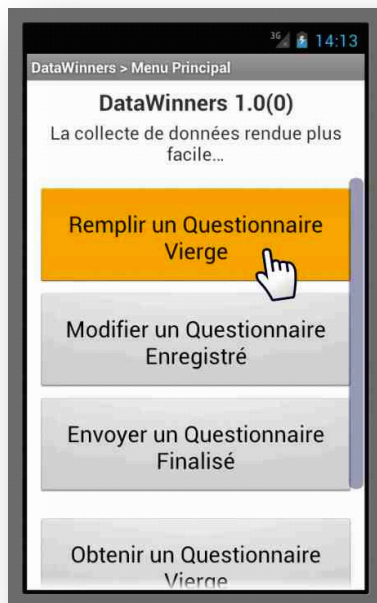 3G 14:13
DataWinners > Menu Principal
DataWinners 1.0(0)
La collecte de données rendue plus
facile...
Remplir un Questionnaire
Vierge
Modifier un Questionnaire
Enregistré
Envoyer un Questionnaire
Finalisé
Obtenir un Questionnaire
Vierge